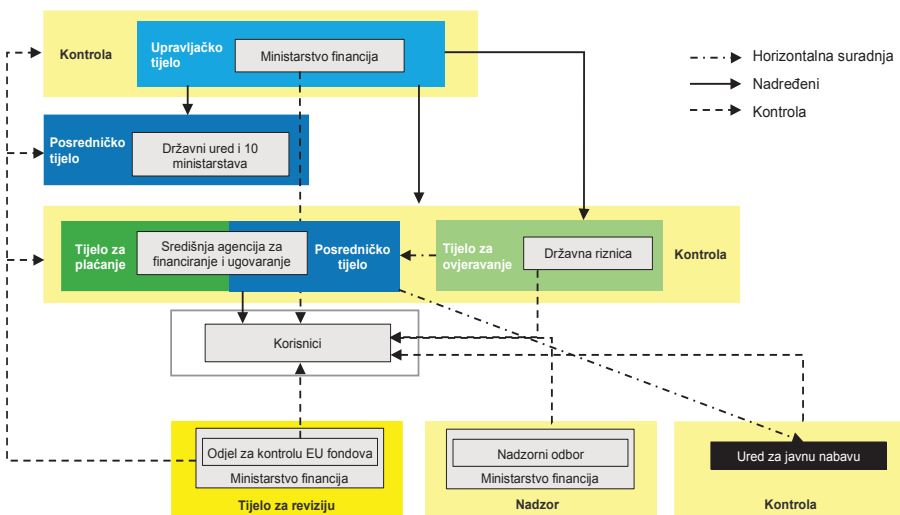 Kontrola
Upravljačko
tijelo
Ministarstvo financija
Horizontalna suradnja
Nadređeni
Kontrola
Posredničko
tijelo
Državni ured i 10
ministarstava
Tijelo za
plaćanje
Središnja agencija za
financiranje i ugovaranje
Posredničko
tijelo
Tijelo za
ovjeravanje
Državna riznica
Kontrola
Korisnici
Odjel za kontrolu EU fondova
Ministarstvo financija
Tijelo za reviziju
Nadzorni odbor
Ministarstvo financija
Nadzor
Ured za javnu nabavu
Kontrola